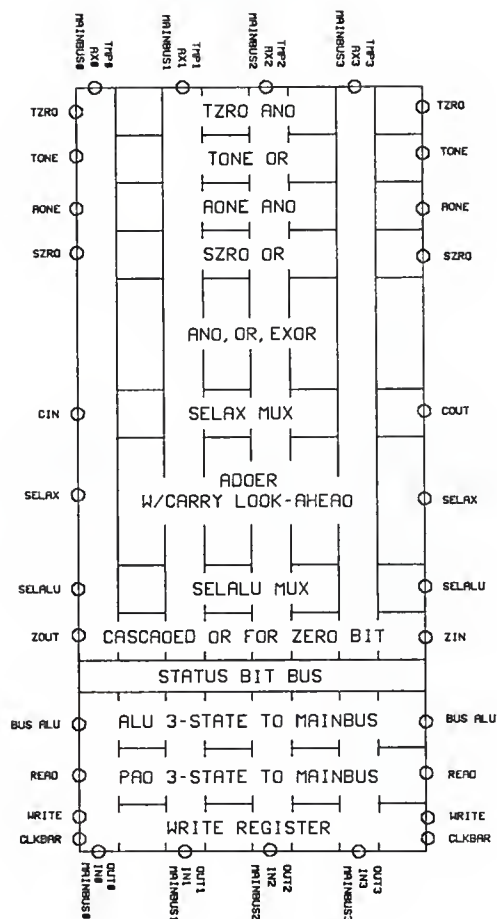 MAINBUS0
AX0
TMP0
MAINBUS1
AX1
TMP1
MAINBUS2
AX2
TMP2
MAINBUS3
AX3
TMP3
TZRO
TZRO AND
TZRO
TONE
TONE OR
TONE
AONE
AONE AND
AONE
SZRO
SZRO OR
SZRO
AND, OR, EXOR
CIN
SELAX MUX
COUT
ADDER
SELAX
W/CARRY LOOK-AHEAD
SELAX
SELALU
SELALU MUX
SELALU
ZOUT
CASCADED OR FOR ZERO BIT
ZIN
STATUS BIT BUS
BUS ALU
ALU 3-STATE TO MAINBUS
BUS ALU
READ
PAD 3-STATE TO MAINBUS
READ
WRITE
WRITE
WRITE REGISTER
CLKBAR
CLKBAR
MAINBUS0
IN0
OUT0
MAINBUS1
IN1
OUT1
MAINBUS2
IN2
OUT2
MAINBUS3
IN3
OUT3